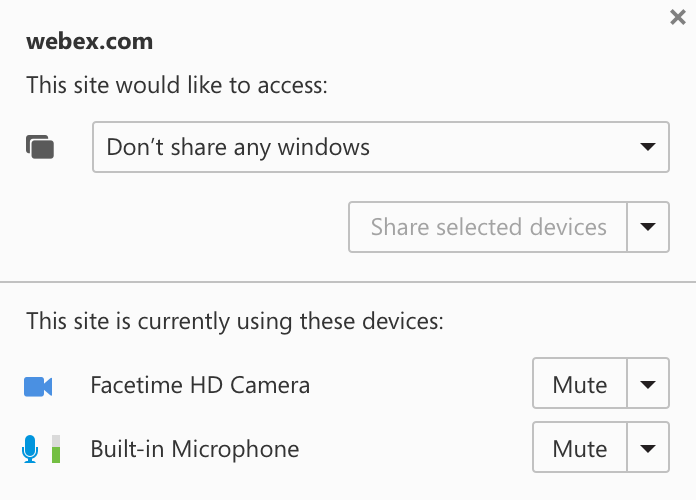 webex.com
This site would like to access:
Don’t share any windows
Share selected devices
This site is currently using these devices:
Facetime HD Camera
Mute
Built-in Microphone
Mute